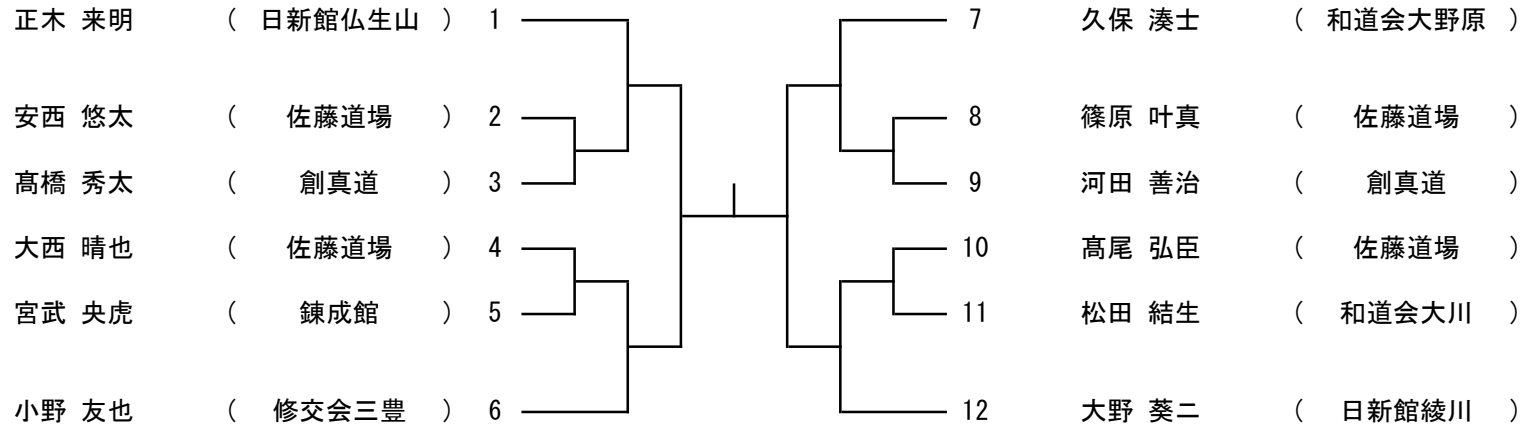 正木 来明 ( 日新館仏生山 ) 1
安西 悠太 ( 佐藤道場 ) 2
髙橋 秀太 ( 創真道 ) 3
大西 晴也 ( 佐藤道場 ) 4
宮武 央虎 ( 錬成館 ) 5
小野 友也 ( 修交会三豊 ) 6
7 久保 湊士 ( 和道会大野原 )
8 篠原 叶真 ( 佐藤道場 )
9 河田 善治 ( 創真道 )
10 髙尾 弘臣 ( 佐藤道場 )
11 松田 結生 ( 和道会大川 )
12 大野 葵二 ( 日新館綾川 )